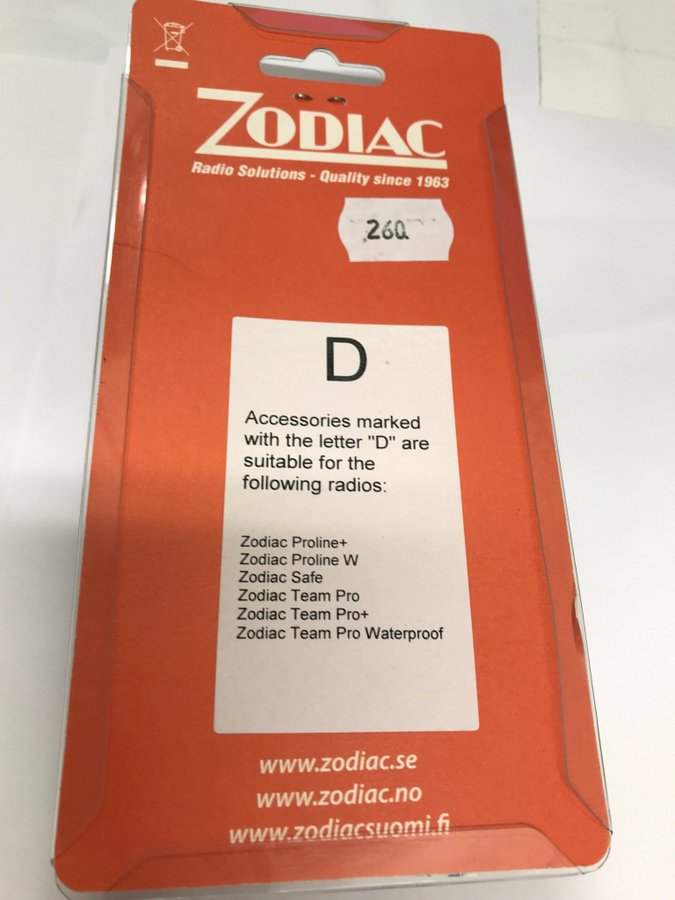 ZODIAC
Radio Solutions - Quality since 1963
260
D
Accessories marked
with the letter "D" are
suitable for the
following radios:
Zodiac Proline+
Zodiac Proline W
Zodiac Safe
Zodiac Team Pro
Zodiac Team Pro+
Zodiac Team Pro Waterproof
www.zodiac.se
www.zodiac.no
www.zodiacsuomi.fi